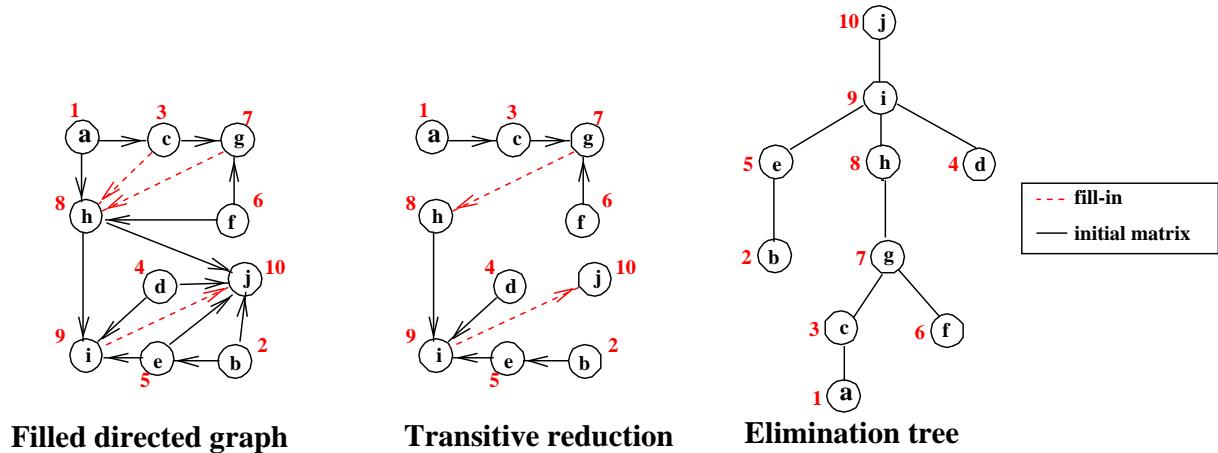 10 j
9 i
5 e
8 h
4 d
2 b
7 g
3 c
6 f
1 a
1 a
3 c
7 g
8 h
6 f
4 d
10 j
9 i
5 e
2 b
1 a
3 c
7 g
8 h
6 f
4 d
10 j
9 i
5 e
2 b
fill-in
initial matrix
Filled directed graph
Transitive reduction
Elimination tree